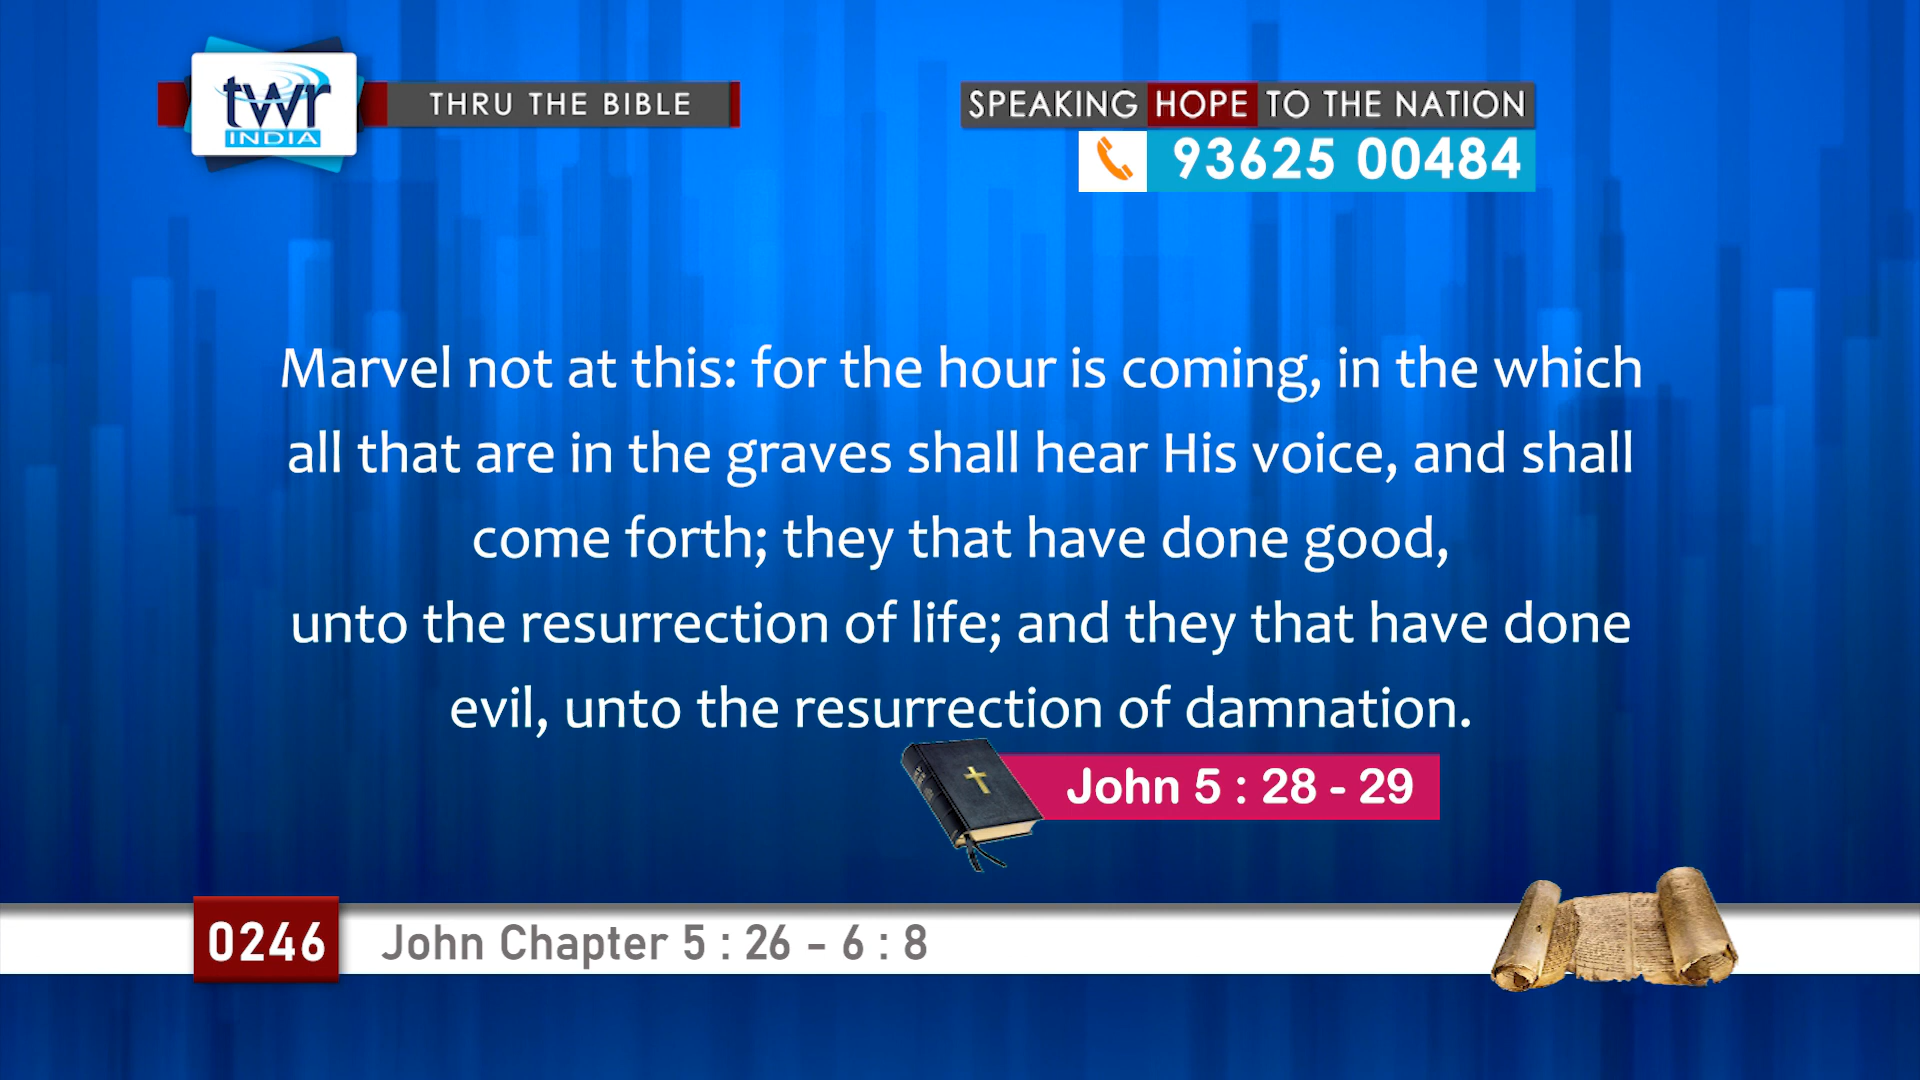 twr
INDIA
THRU THE BIBLE
SPEAKING HOPE TO THE NATION
93625 00484
Marvel not at this: for the hour is coming, in the which
all that are in the graves shall hear His voice, and shall
come forth; they that have done good,
unto the resurrection of life; and they that have done
evil, unto the resurrection of damnation.
John 5 : 28 - 29
0246
John Chapter 5 : 26 - 6 : 8